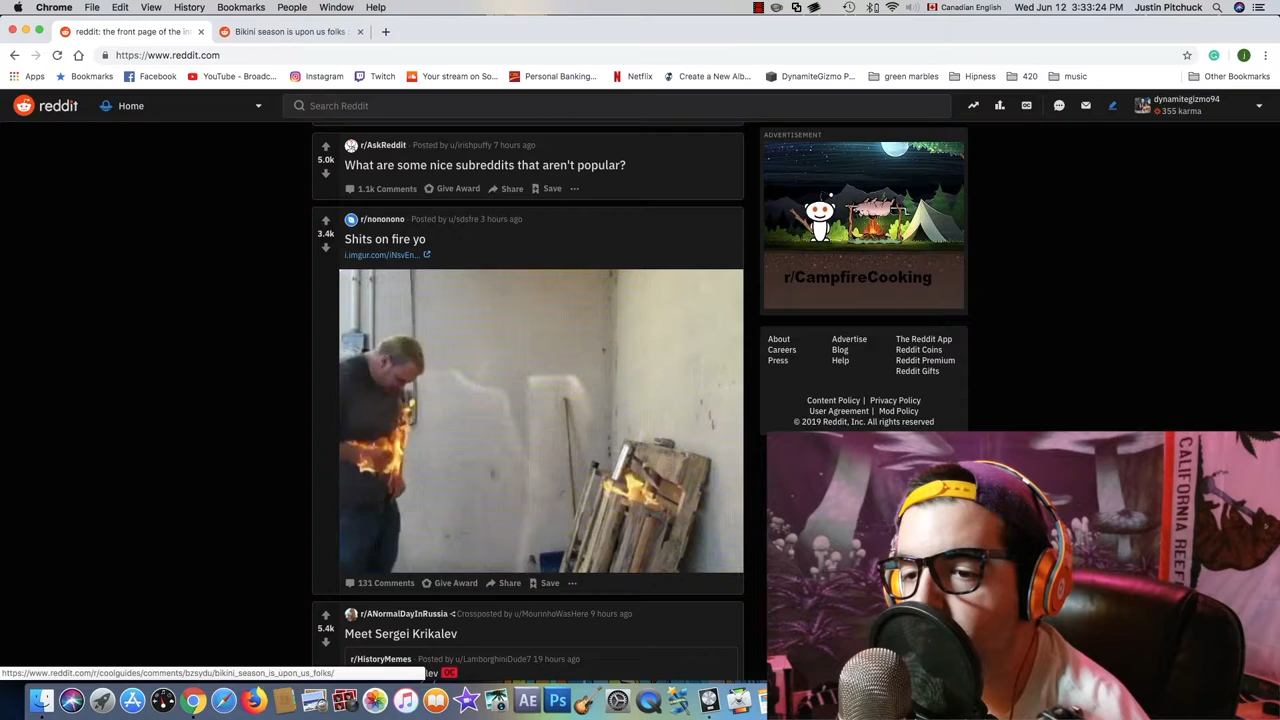 Chrome File Edit View History Bookmarks People Window Help Canadian English Wed Jun 12 3:33:24 PM Justin Pitchuck
reddit: the front page of the in × Bikini season is upon us folks × +
https://www.reddit.com
Apps Bookmarks Facebook YouTube - Broadc... Instagram Twitch Your stream on So... Personal Banking... Netflix Create a New Aib... DynamiteGizmo P... green marbles Hipness 420 music Other Bookmarks
reddit Home Search Reddit dynamitegizmo94
355 karma
ADVERTISEMENT
r/AskReddit · Posted by u/irishpuffy 7 hours ago
5.0k
What are some nice subreddits that aren't popular?
1.1k Comments Give Award Share Save ...
r/nononono · Posted by u/sdsfre 3 hours ago
3.4k
Shits on fire yo
i.imgur.com/iNsvEn...
r/CampfireCooking
About Advertise The Reddit App
Careers Blog Reddit Coins
Press Help Reddit Premium
Reddit Gifts
Content Policy | Privacy Policy
User Agreement | Mod Policy
© 2019 Reddit, Inc. All rights reserved
CALIFORNIA REEF
131 Comments Give Award Share Save ...
r/ANormalDayInRussia Crossposted by u/MourinhoWasHere 9 hours ago
5.4k
Meet Sergei Krikalev
r/HistoryMemes · Posted by u/LamborghiniDude7 19 hours ago
lev OC
https://www.reddit.com/r/coolguides/comments/bzsydu/bikini_season_is_upon_us_folks/
AE Ps